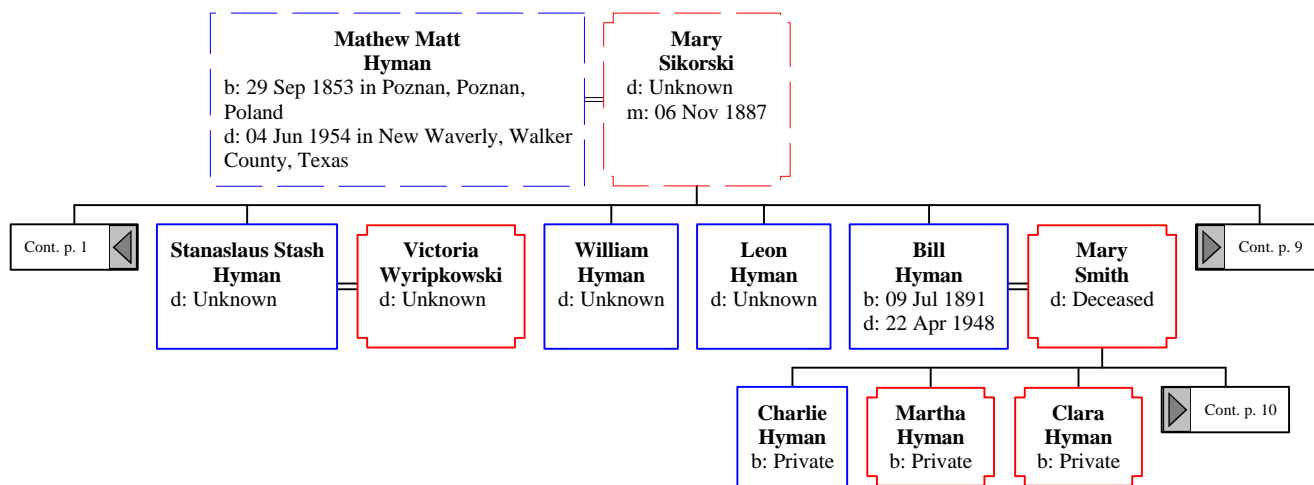 Mathew Matt
Hyman
b: 29 Sep 1853 in Poznan, Poznan,
Poland
d: 04 Jun 1954 in New Waverly, Walker
County, Texas
Mary
Sikorski
d: Unknown
m: 06 Nov 1887
Cont. p. 1
Stanaslaus Stash
Hyman
d: Unknown
Victoria
Wyripkowski
d: Unknown
William
Hyman
d: Unknown
Leon
Hyman
d: Unknown
Bill
Hyman
b: 09 Jul 1891
d: 22 Apr 1948
Mary
Smith
d: Deceased
Cont. p. 9
Charlie
Hyman
b: Private
Martha
Hyman
b: Private
Clara
Hyman
b: Private
Cont. p. 10